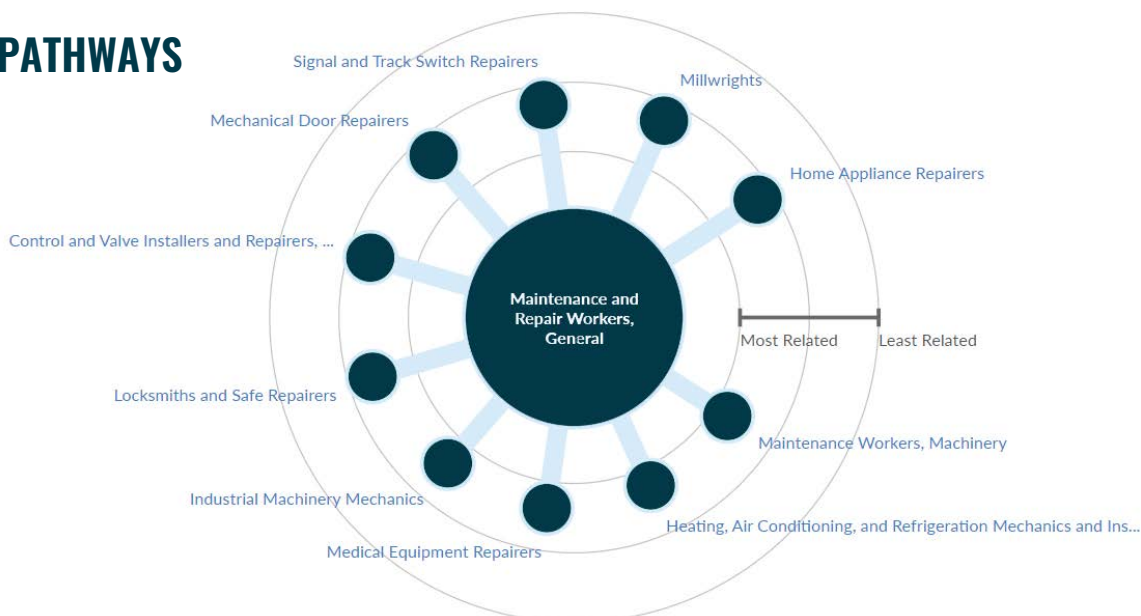 PATHWAYS
Signal and Track Switch Repairers
Millwrights
Mechanical Door Repairers
Home Appliance Repairers
Control and Valve Installers and Repairers, ...
Maintenance and
Repair Workers,
General
Most Related
Least Related
Locksmiths and Safe Repairers
Maintenance Workers, Machinery
Industrial Machinery Mechanics
Heating, Air Conditioning, and Refrigeration Mechanics and Ins...
Medical Equipment Repairers